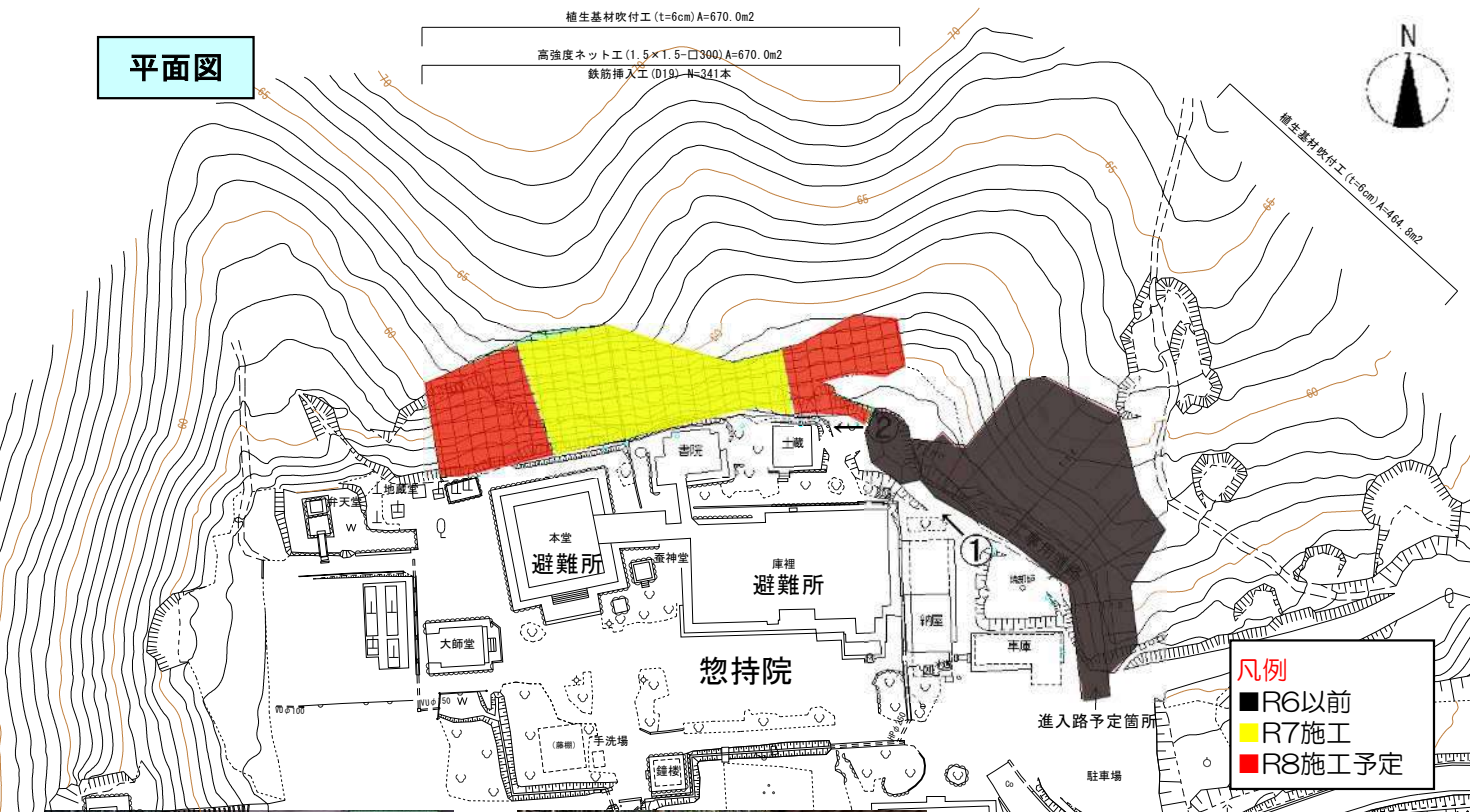 植生基材吹付工(t=6cm)A=670.0m2
平面図
高強度ネット工(1.5×1.5-□300)A=670.0m2
鉄筋挿入工(D19) N=341本
N
植生基材吹付工(t=6cm)A=464.8m2
70
70
70
65
65
65
65
65
60
60
60
60
②
①
書院
土蔵
地蔵堂
弁天堂
W
本堂
避難所
蚕神堂
庫裡
避難所
納屋
車庫
大師堂
惣持院
進入路予定箇所
W
(藤棚)
手洗場
鐘楼
Co
駐車場
凡例
■R6以前
■R7施工
■R8施工予定